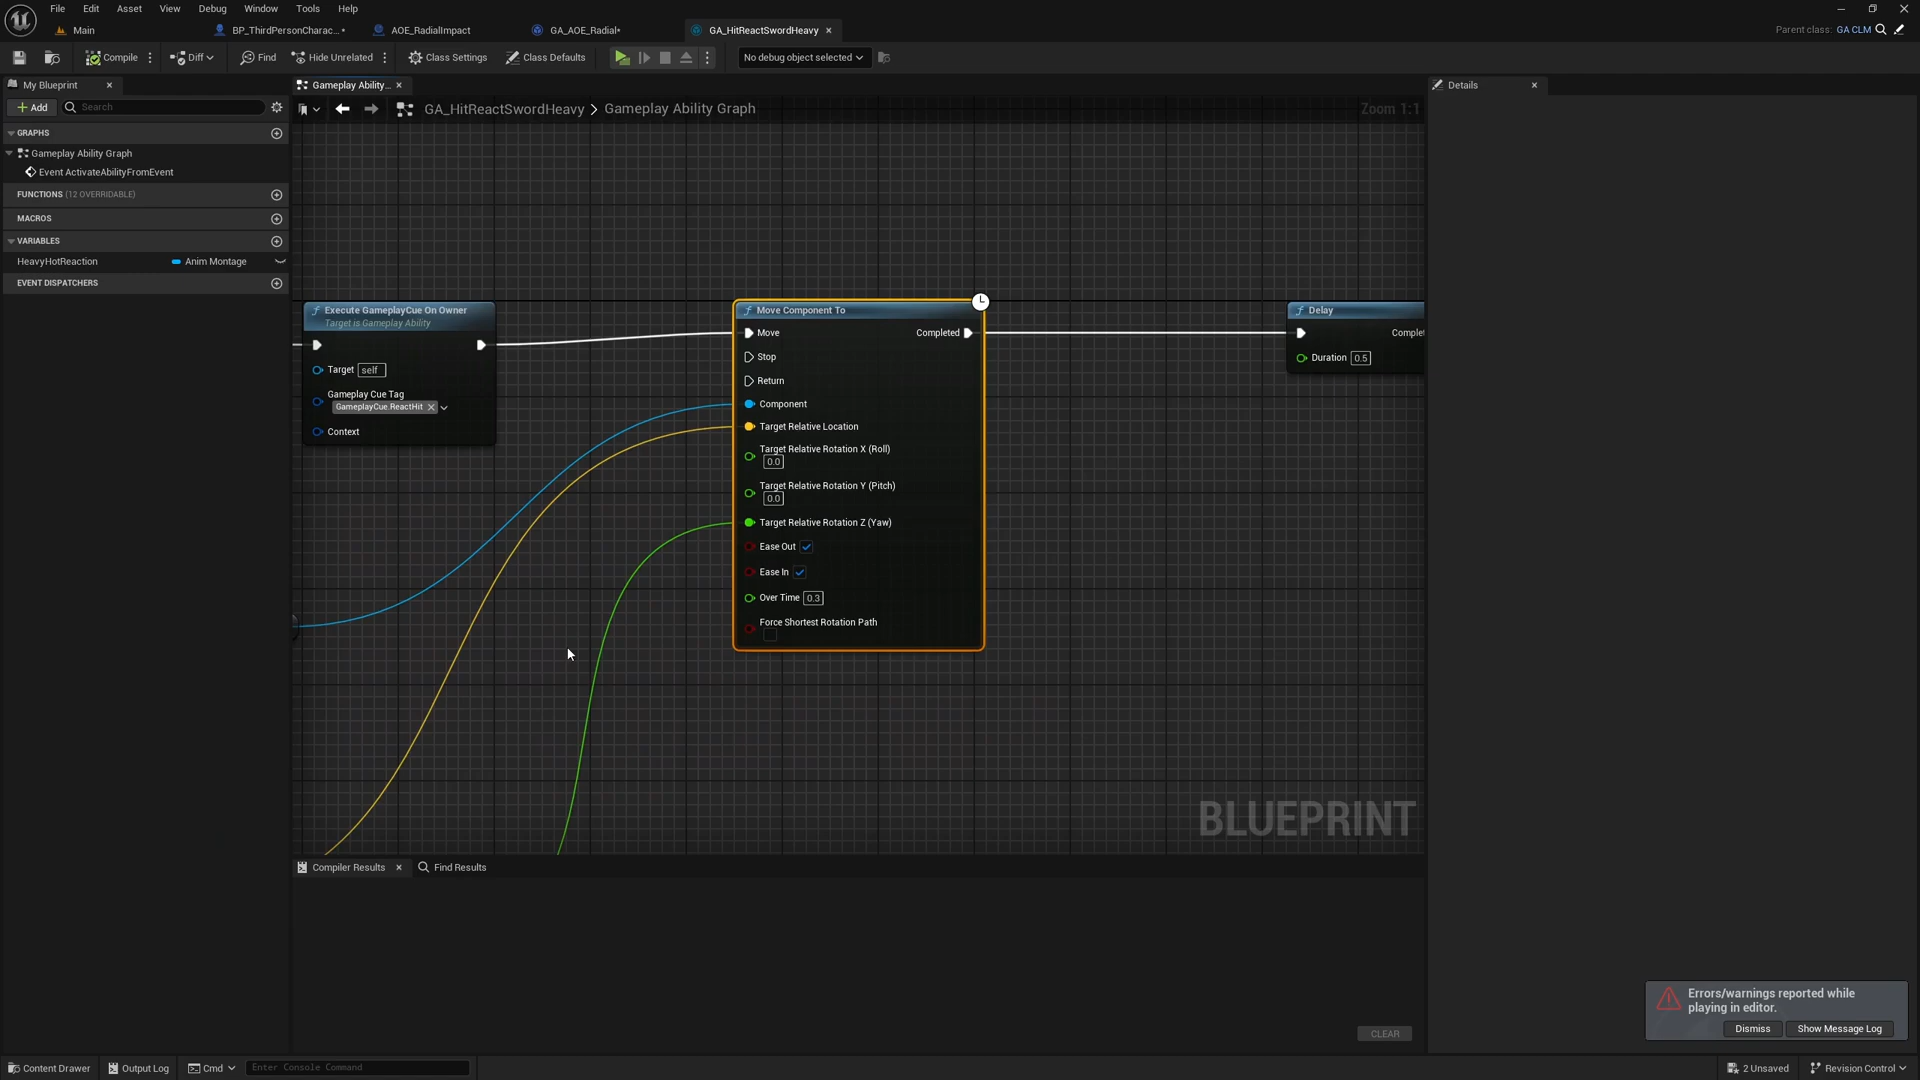 File Edit Asset View Debug Window Tools Help
Main BP_ThirdPersonCharac...* AOE_RadialImpact GA_AOE_Radial* GA_HitReactSwordHeavy Parent class: GA CLM
Compile Diff Find Hide Unrelated Class Settings Class Defaults No debug object selected
My Blueprint Gameplay Ability... Details
Add Search GA_HitReactSwordHeavy > Gameplay Ability Graph Zoom 1:1
GRAPHS
Gameplay Ability Graph
Event ActivateAbilityFromEvent
FUNCTIONS (12 OVERRIDABLE)
MACROS
VARIABLES
HeavyHotReaction Anim Montage
EVENT DISPATCHERS
Execute GameplayCue On Owner
Target is Gameplay Ability
Target self
Gameplay Cue Tag
GameplayCue.ReactHit
Context
Move Component To
Move Completed
Stop
Return
Component
Target Relative Location
Target Relative Rotation X (Roll)
0.0
Target Relative Rotation Y (Pitch)
0.0
Target Relative Rotation Z (Yaw)
Ease Out
Ease In
Over Time 0.3
Force Shortest Rotation Path
Delay
Complet
Duration 0.5
BLUEPRINT
Compiler Results Find Results
Errors/warnings reported while
playing in editor.
Dismiss Show Message Log
CLEAR
Content Drawer Output Log Cmd Enter Console Command 2 Unsaved Revision Control